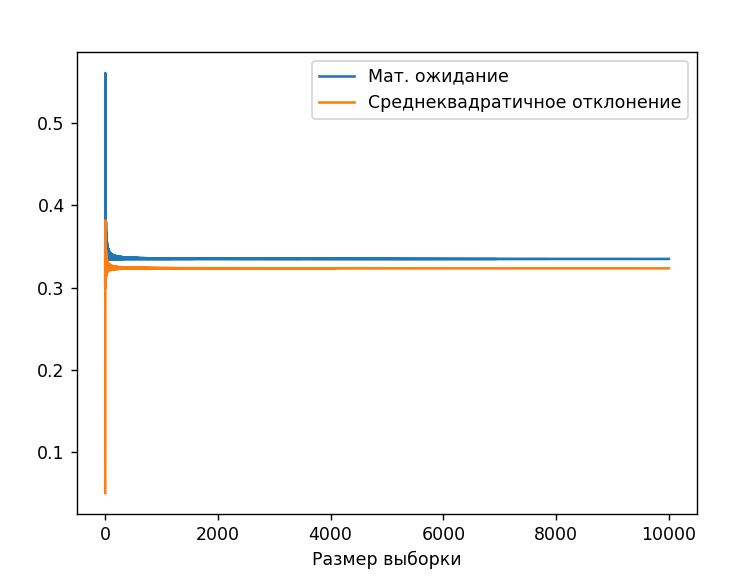 Мат. ожидание
Среднеквадратичное отклонение
0.5
0.4
0.3
0.2
0.1
0 2000 4000 6000 8000 10000
Размер выборки